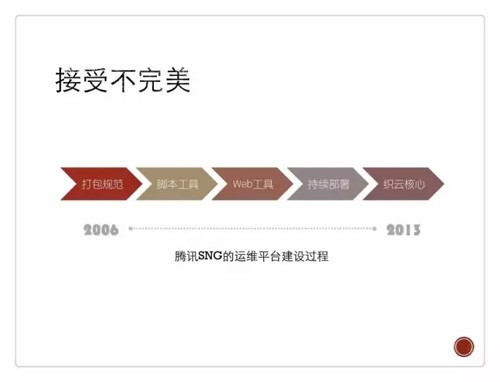 接受不完美
打包规范
脚本工具
Web工具
持续部署
织云核心
2006
2013
腾讯SNG的运维平台建设过程